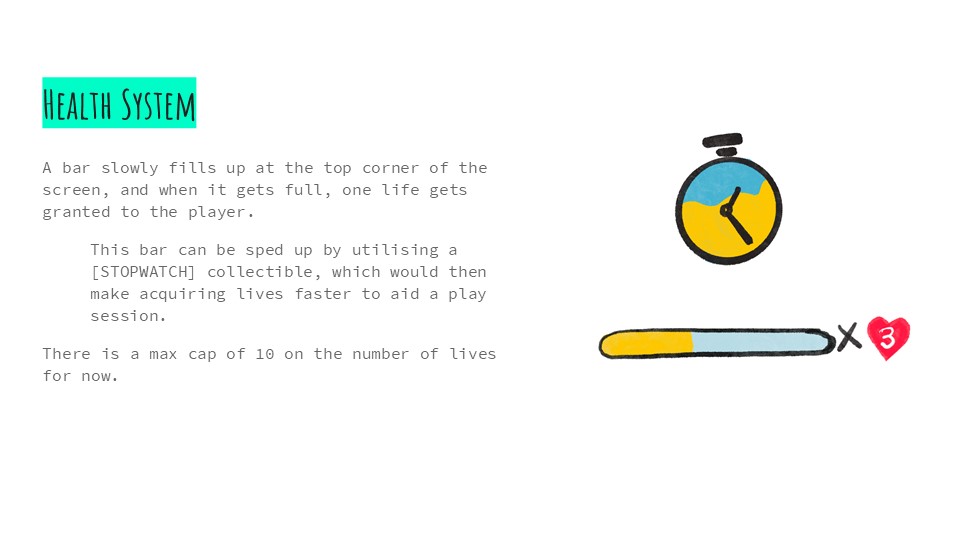 Health System
A bar slowly fills up at the top corner of the
screen, and when it gets full, one life gets
granted to the player.
This bar can be sped up by utilising a
[STOPWATCH] collectible, which would then
make acquiring lives faster to aid a play
session.
There is a max cap of 10 on the number of lives
for now.
X 3